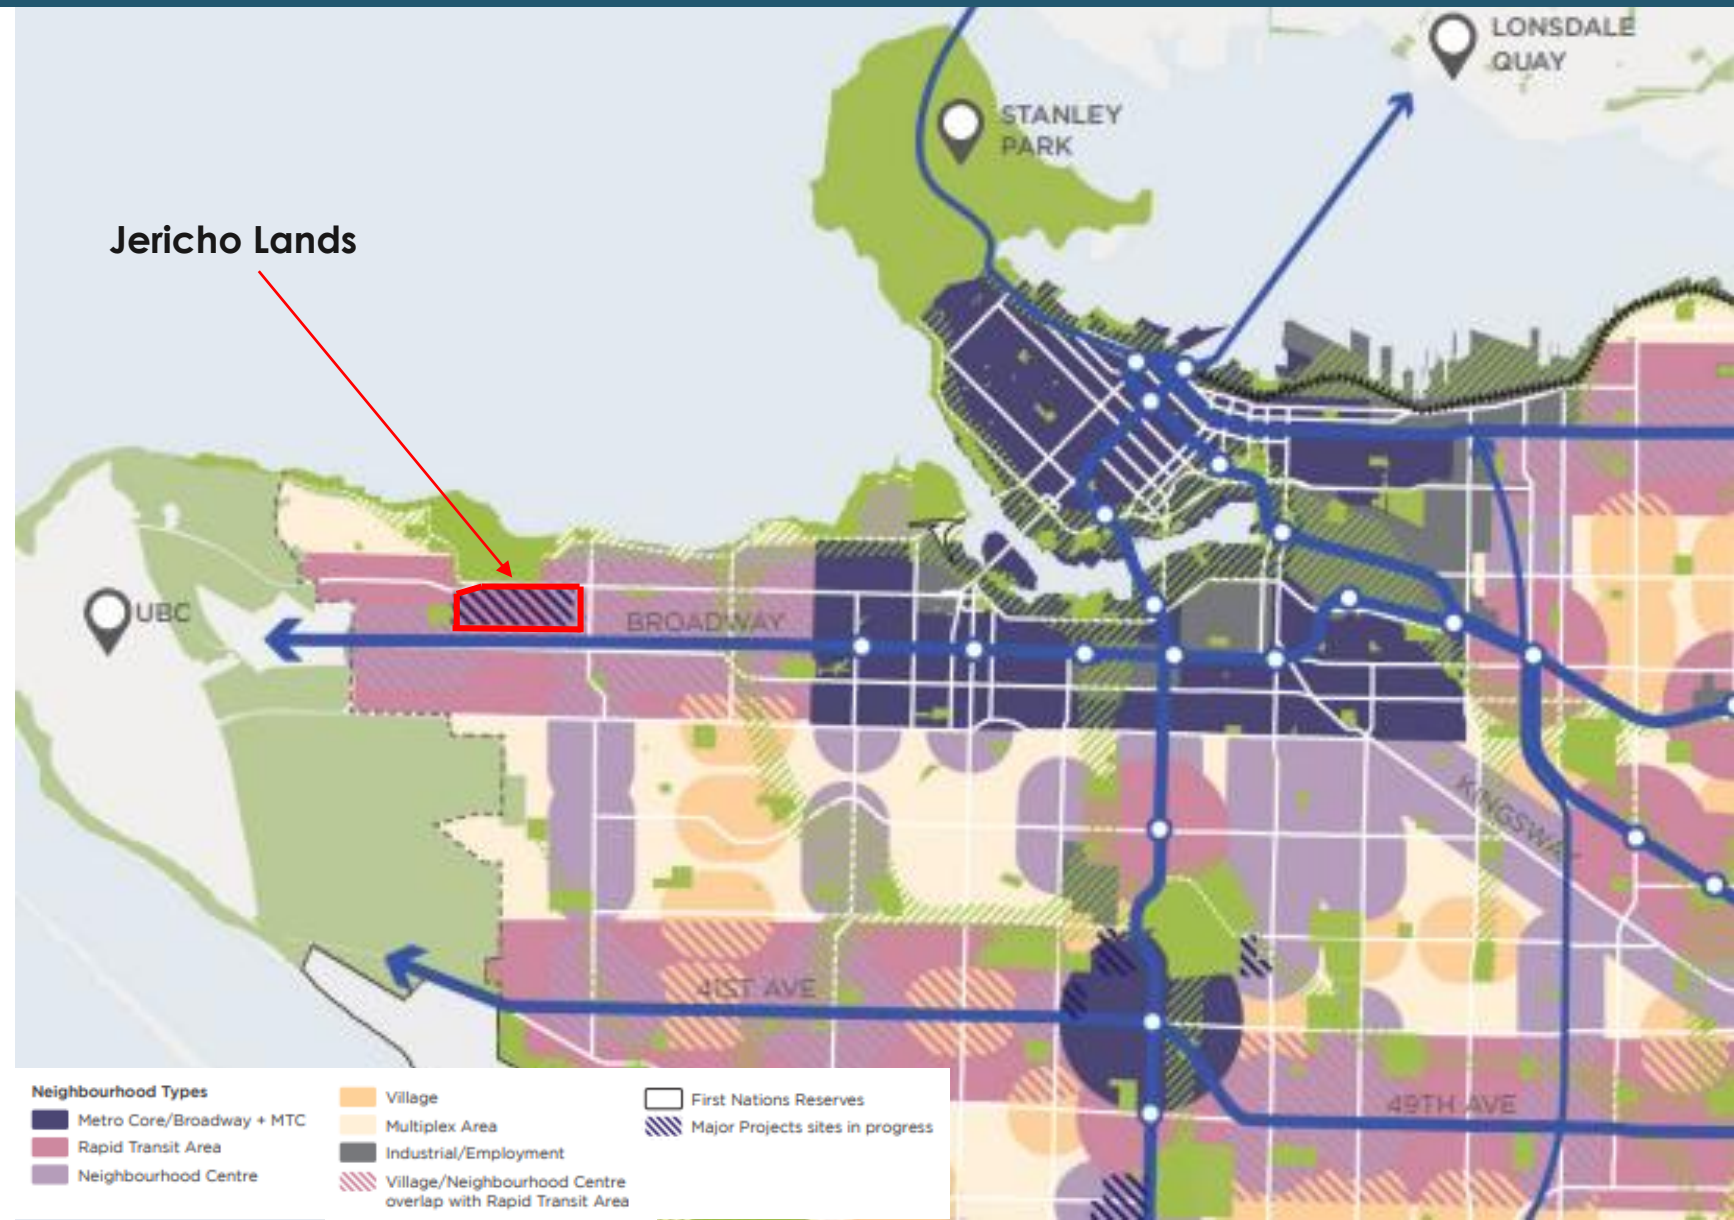 LONSDALE
QUAY
STANLEY
PARK
Jericho Lands
UBC
BROADWAY
KINGSWAY
41ST AVE
49TH AVE
Neighbourhood Types
Metro Core/Broadway + MTC
Rapid Transit Area
Neighbourhood Centre
Village
Multiplex Area
Industrial/Employment
Village/Neighbourhood Centre
overlap with Rapid Transit Area
First Nations Reserves
Major Projects sites in progress